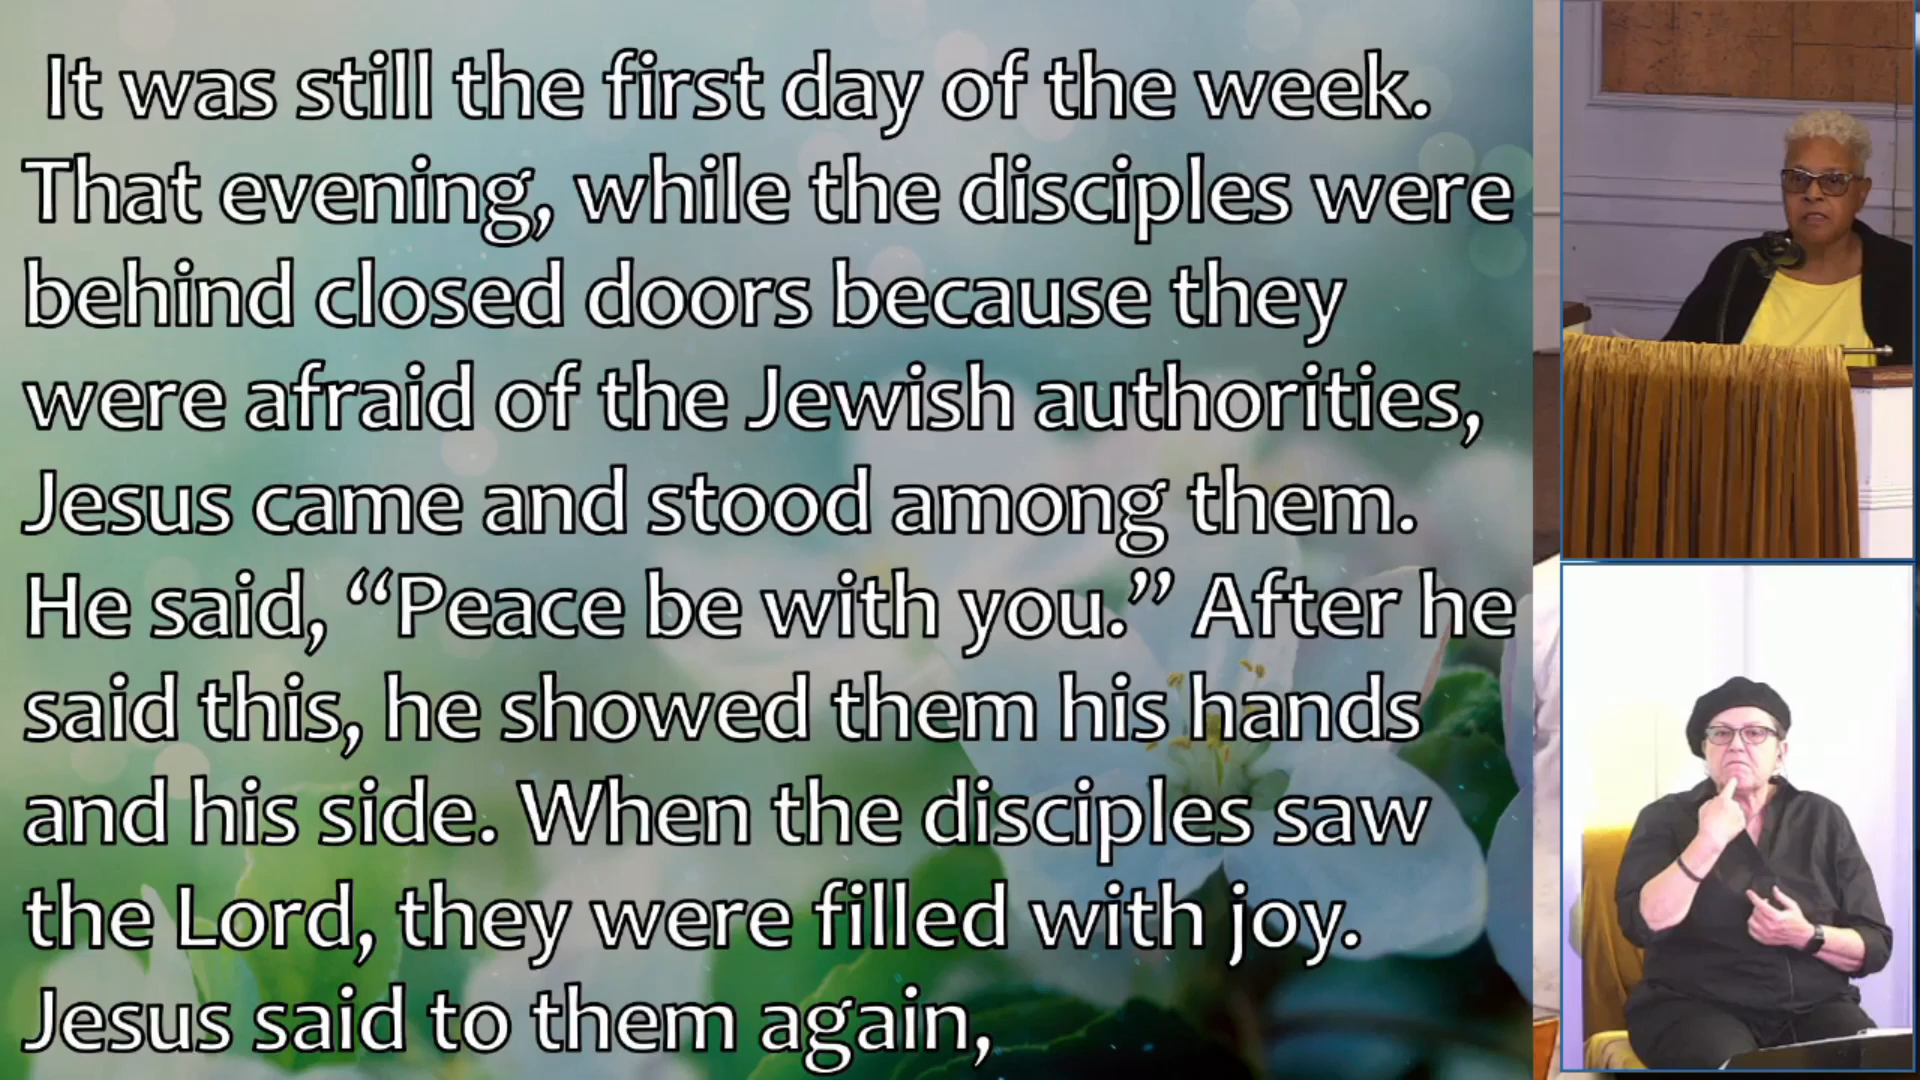 It was still the first day of the week.
That evening, while the disciples were
behind closed doors because they
were afraid of the Jewish authorities,
Jesus came and stood among them.
He said, “Peace be with you.” After he
said this, he showed them his hands
and his side. When the disciples saw
the Lord, they were filled with joy.
Jesus said to them again,